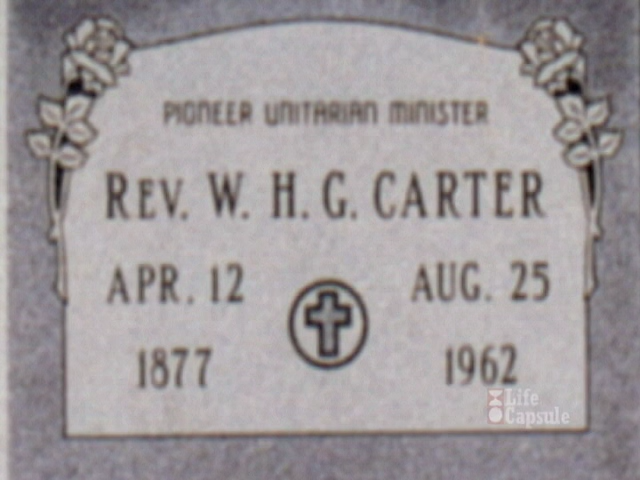 PIONEER UNITARIAN MINISTER
REV. W. H. G. CARTER
APR. 12
AUG. 25
1877
1962
Life
Capsule